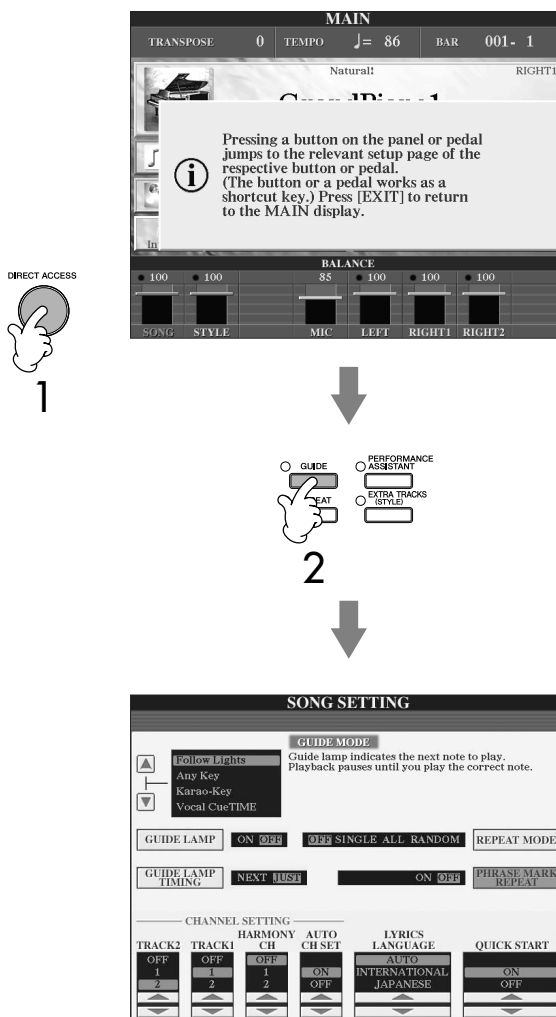 MAIN
TRANSPOSE 0 TEMPO ♩= 86 BAR 001- 1
Natural! RIGHT1
GrandPiano1
Pressing a button on the panel or pedal
jumps to the relevant setup page of the
respective button or pedal.
(The button or a pedal works as a
shortcut key.) Press [EXIT] to return
to the MAIN display.
In
BALANCE
100 100 85 100 100 100
SONG STYLE MIC LEFT RIGHT1 RIGHT2
DIRECT ACCESS
1
GUIDE PERFORMANCE
ASSISTANT
EAT EXTRA TRACKS
(STYLE)
2
SONG SETTING
GUIDE MODE
Follow Lights
Any Key
Karao-Key
Vocal CueTIME
Guide lamp indicates the next note to play.
Playback pauses until you play the correct note.
GUIDE LAMP ON OFF OFF SINGLE ALL RANDOM REPEAT MODE
GUIDE LAMP
TIMING NEXT JUST ON OFF PHRASE MARK
REPEAT
CHANNEL SETTING
TRACK2 TRACK1 HARMONY
CH AUTO
CH SET LYRICS
LANGUAGE QUICK START
OFF OFF OFF AUTO
1 1 1 ON INTERNATIONAL ON
2 2 2 OFF JAPANESE OFF